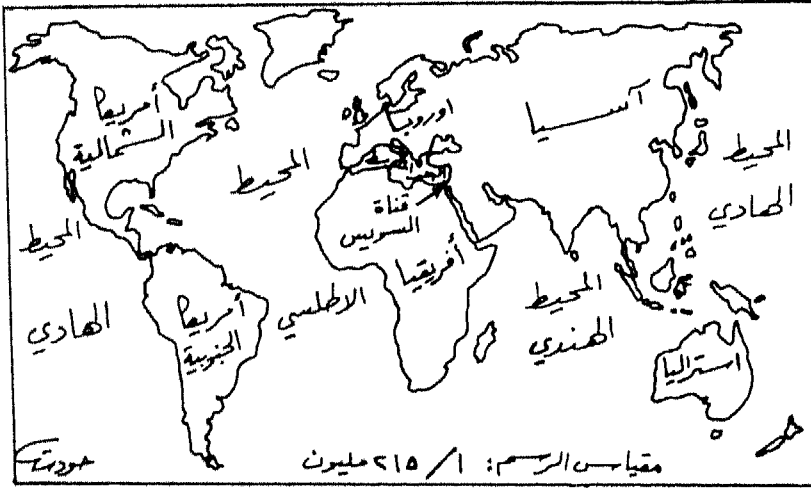 أمريكا
الشمالية
اوروبا
آسيا
المحيط
الهادي
المحيط
الاطلسي
قناة
السويس
أفريقيا
المحيط
الهادي
أمريكا
الجنوبية
المحيط
الهندي
استراليا
مقياس الرسم: ١/٢١٥ مليون